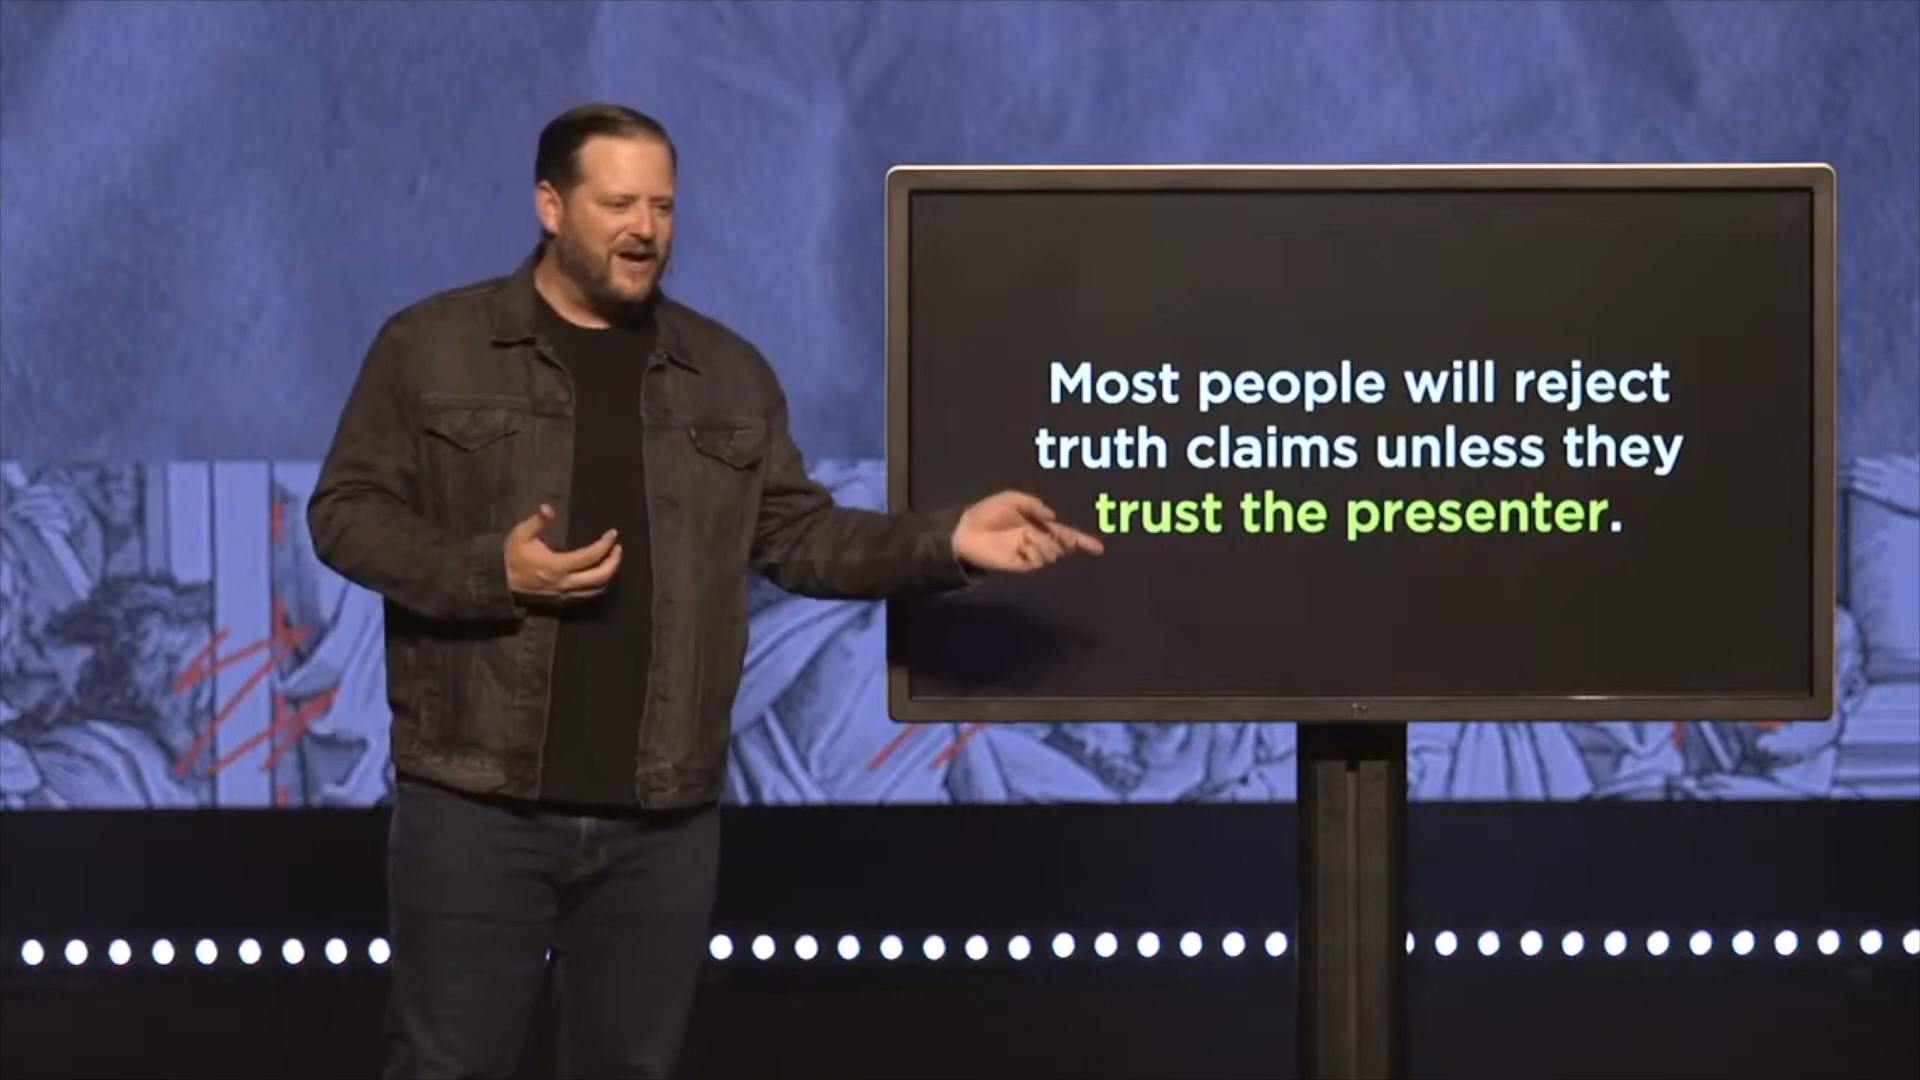 Most people will reject
truth claims unless they
trust the presenter.